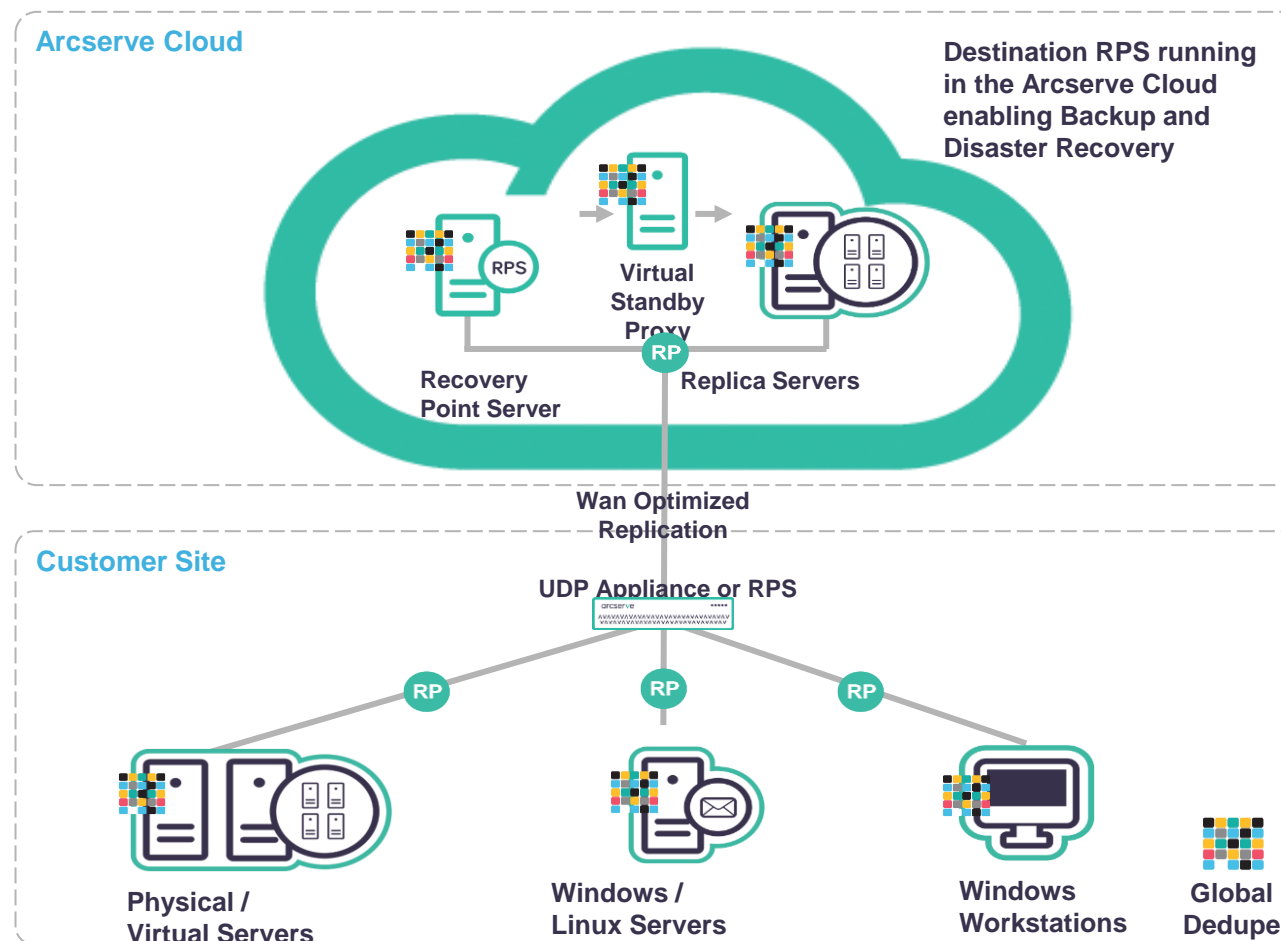 Arcserve Cloud
Destination RPS running
in the Arcserve Cloud
enabling Backup and
Disaster Recovery
RPS
Virtual
Standby
Proxy
RP
Recovery
Point Server
Replica Servers
Wan Optimized
Replication
Customer Site
UDP Appliance or RPS
arcserve
RP
RP
RP
Physical /
Virtual Servers
Windows /
Linux Servers
Windows
Workstations
Global
Dedupe